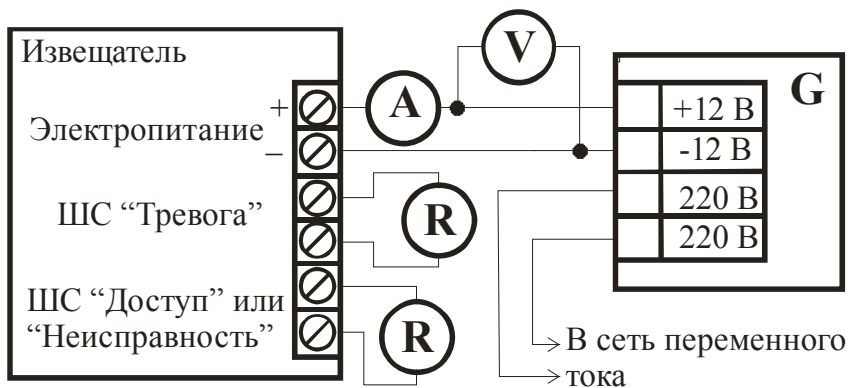 Извещатель
Электропитание
+
–
ШС “Тревога”
ШС “Доступ” или
“Неисправность”
A
V
R
R
G
+12 В
-12 В
220 В
220 В
В сеть переменного
тока